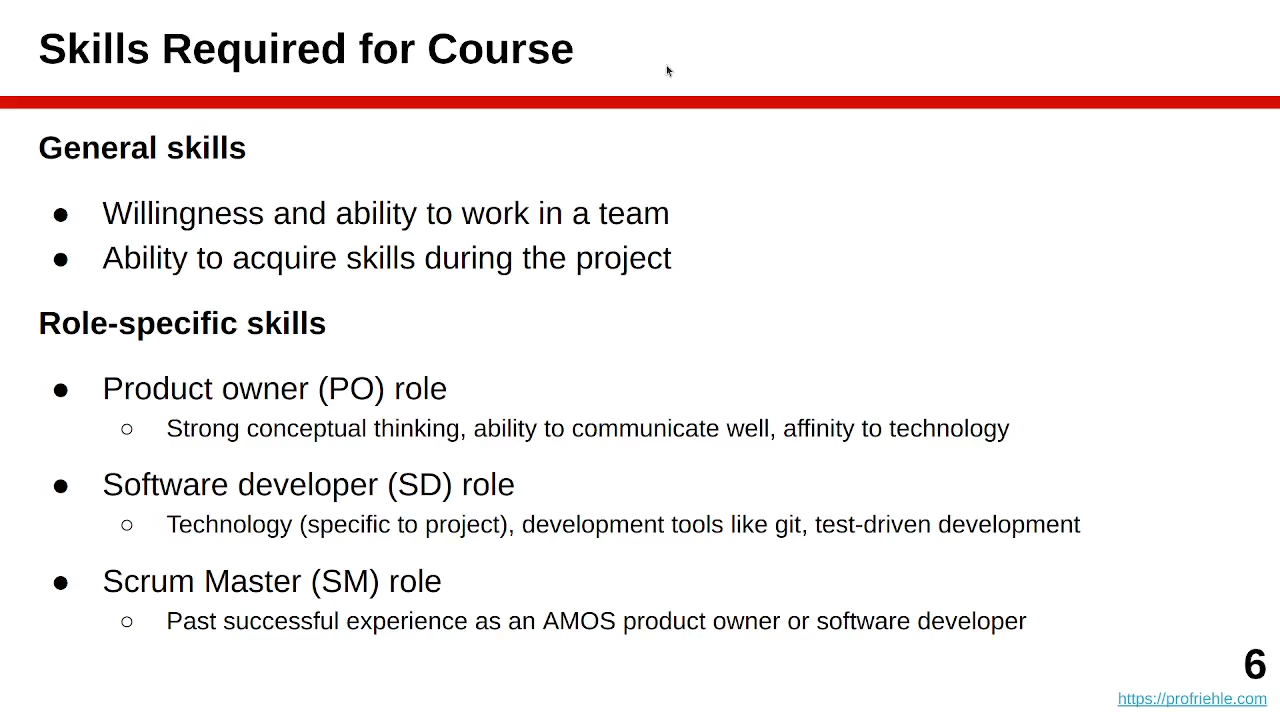 Skills Required for Course
General skills
● Willingness and ability to work in a team
● Ability to acquire skills during the project
Role-specific skills
● Product owner (PO) role
○ Strong conceptual thinking, ability to communicate well, affinity to technology
● Software developer (SD) role
○ Technology (specific to project), development tools like git, test-driven development
● Scrum Master (SM) role
○ Past successful experience as an AMOS product owner or software developer
6
https://profriehle.com